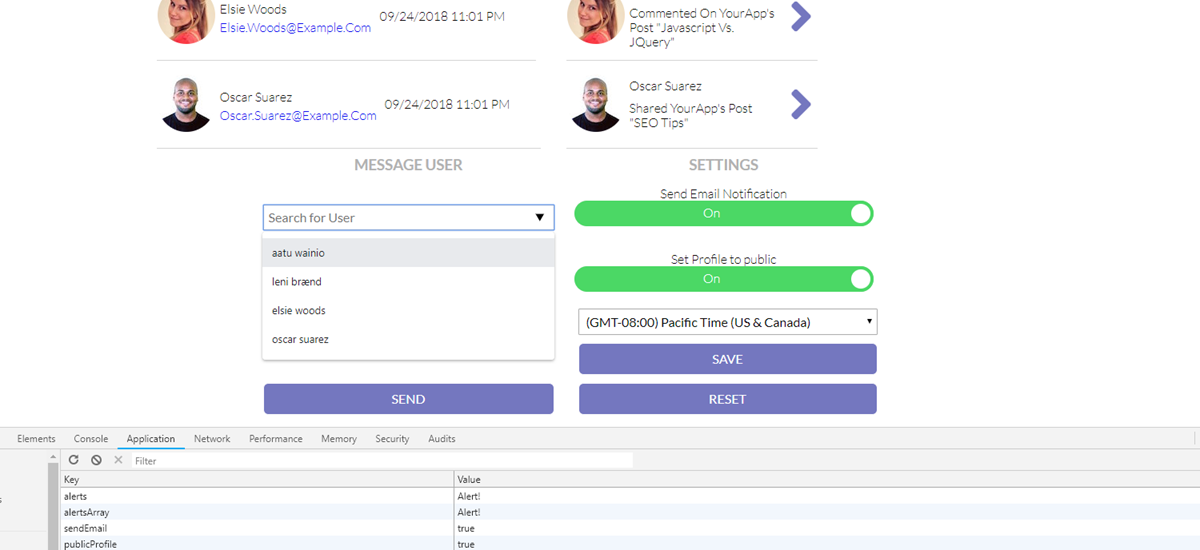 Elsie Woods
Elsie.Woods@Example.Com
09/24/2018 11:01 PM
Commented On YourApp's
Post "Javascript Vs.
JQuery"
Oscar Suarez
Oscar.Suarez@Example.Com
09/24/2018 11:01 PM
Oscar Suarez
Shared YourApp's Post
"SEO Tips"
MESSAGE USER
Search for User
aatu wainio
leni brænd
elsie woods
oscar suarez
SEND
SETTINGS
Send Email Notification
On
Set Profile to public
On
(GMT-08:00) Pacific Time (US & Canada)
SAVE
RESET
Elements Console Application Network Performance Memory Security Audits
Filter
Key Value
alerts Alert!
alertsArray Alert!
sendEmail true
publicProfile true